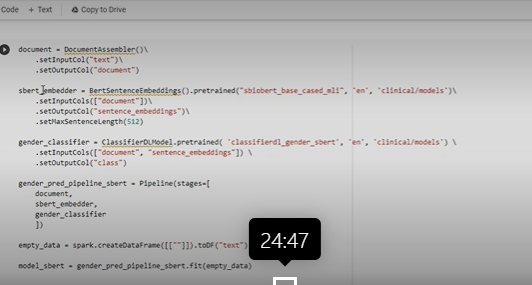 Code + Text Copy to Drive
document = DocumentAssembler()\
.setInputCol("text")\
.setOutputCol("document")
sbert_embedder = BertSentenceEmbeddings().pretrained("sbiobert_base_cased_mli", 'en', 'clinical/models')\
.setInputCols(["document"])\
.setOutputCol("sentence_embeddings")\
.setMaxSentenceLength(512)
gender_classifier = ClassifierDLModel.pretrained( 'classifierdl_gender_sbert', 'en', 'clinical/models') \
.setInputCols(["document", "sentence_embeddings"]) \
.setOutputCol("class")
gender_pred_pipeline_sbert = Pipeline(stages=[
document,
sbert_embedder,
gender_classifier
])
empty_data = spark.createDataFrame([[""]]).toDF("text")
model_sbert = gender_pred_pipeline_sbert.fit(empty_data)
24:47